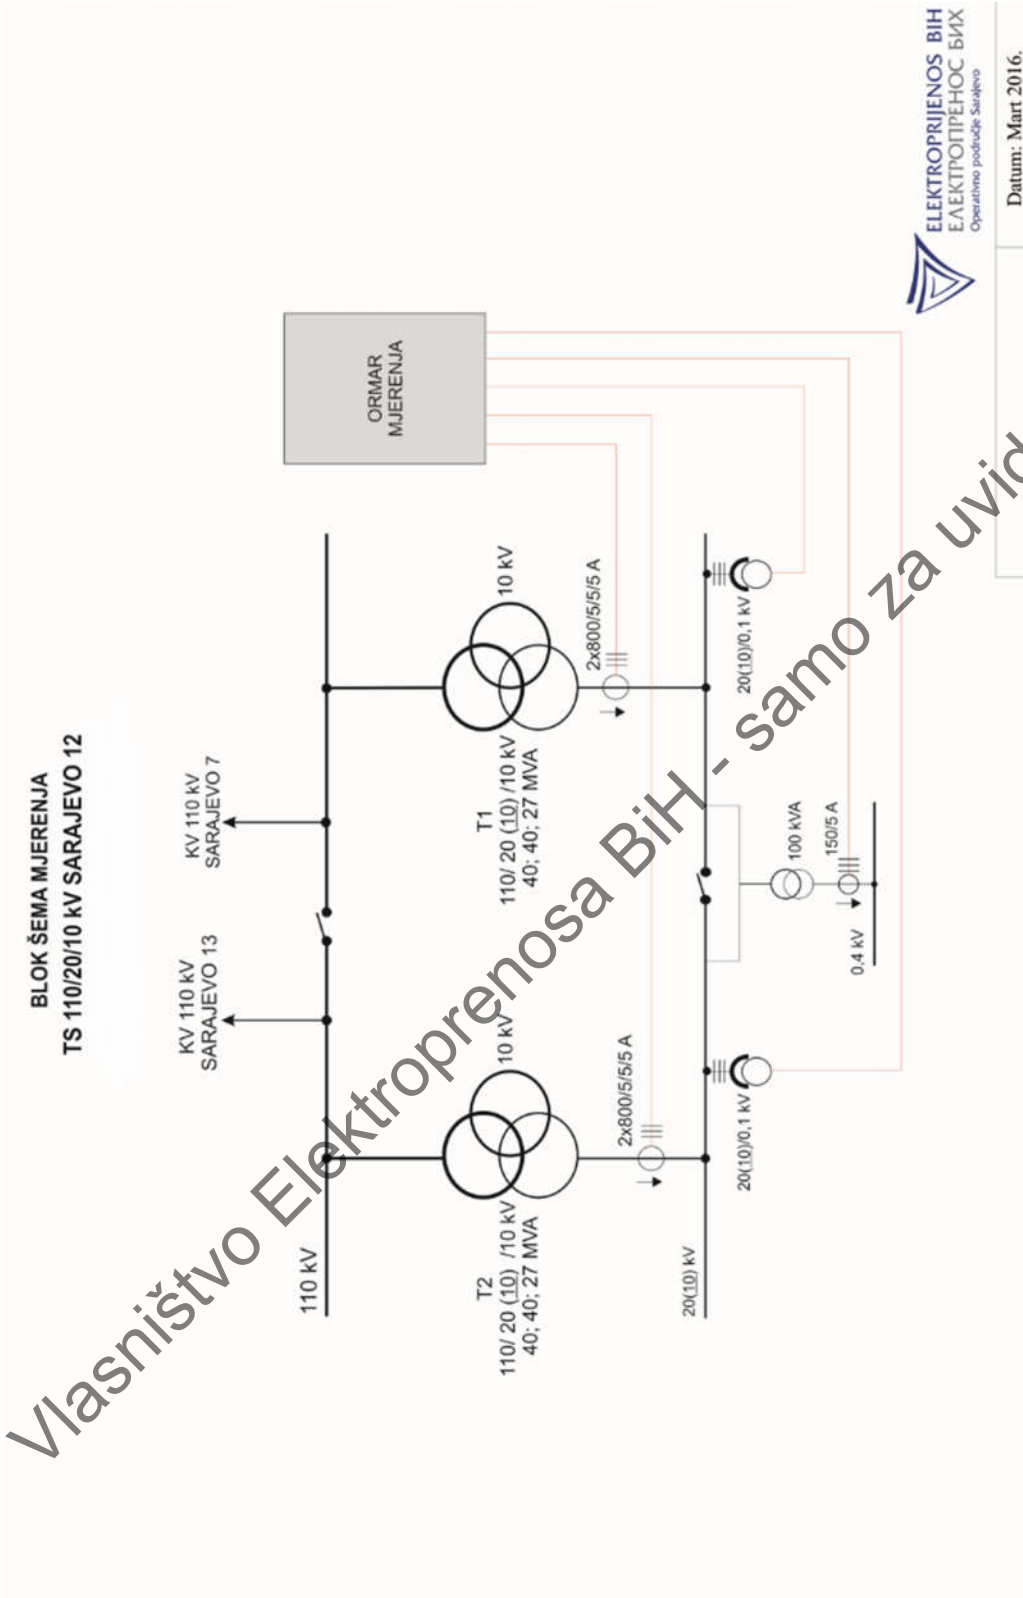 BLOK ŠEMA MJERENJA
TS 110/20/10 kV SARAJEVO 12
KV 110 kV
SARAJEVO 13
KV 110 kV
SARAJEVO 7
110 kV
T2
110/ 20 (10) /10 kV
40; 40; 27 MVA
10 kV
T1
110/ 20 (10) /10 kV
40; 40; 27 MVA
10 kV
ORMAR
MJERENJA
2x800/5/5/5 A
2x800/5/5/5 A
20(10) kV
20(10)/0,1 kV
20(10)/0,1 kV
100 kVA
150/5 A
0,4 kV
ELEKTROPRIJENOS BIH
ЕЛЕКТРОПРЕНОС БИХ
Operativno područje Sarajevo
Datum: Mart 2016.
Vlasništvo Elektroprenosa BiH - samo za uvid